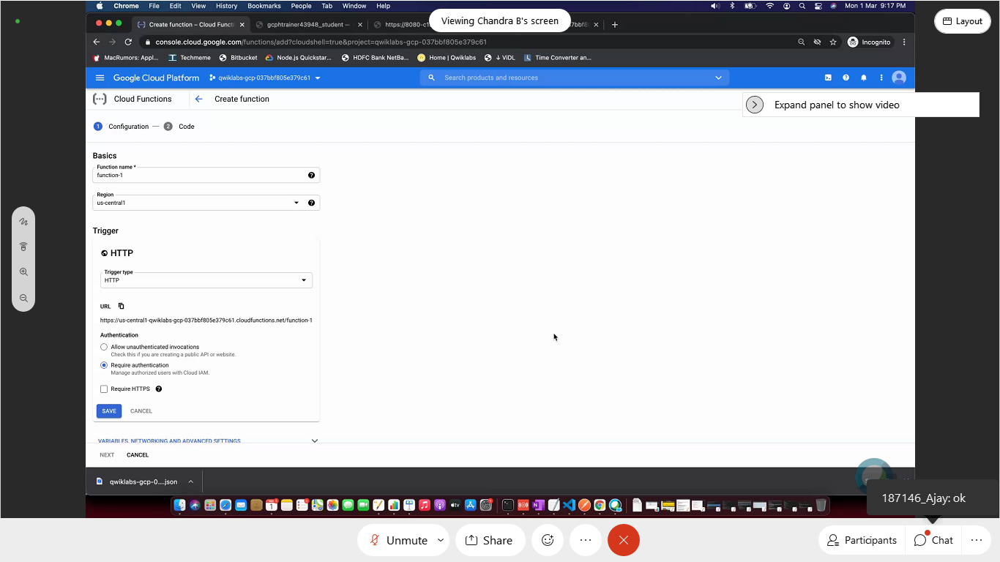 Chrome File Edit View History Bookmarks People Tab Window Help Mon 1 Mar 9:17 PM
Viewing Chandra B's screen
Layout
Create function – Cloud Functi
gcphtrainer43948_student —
https://8080-c
console.cloud.google.com/functions/add?cloudshell=true&project=qwiklabs-gcp-037bbf805e379c61
Incognito
MacRumors: Appl... Techmeme Bitbucket Node.js Quickstar... HDFC Bank NetBa... Home | Qwiklabs ↓ ViDL Time Converter an...
Google Cloud Platform qwiklabs-gcp-037bbf805e379c61 Search products and resources
Cloud Functions Create function
Expand panel to show video
1 Configuration — 2 Code
Basics
Function name *
function-1
Region
us-central1
Trigger
HTTP
Trigger type
HTTP
URL
https://us-central1-qwiklabs-gcp-037bbf805e379c61.cloudfunctions.net/function-1
Authentication
Allow unauthenticated invocations
Check this if you are creating a public API or website.
Require authentication
Manage authorized users with Cloud IAM.
Require HTTPS
SAVE CANCEL
VARIABLES, NETWORKING AND ADVANCED SETTINGS
NEXT CANCEL
qwiklabs-gcp-0....json
187146_Ajay: ok
Unmute Share Participants Chat